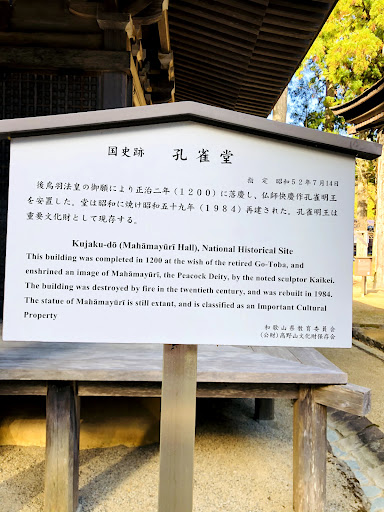 国史跡　孔雀堂
指　定　昭和５２年７月１４日
後鳥羽法皇の御願により正治二年（１２００）に落慶し、仏師快慶作孔雀明王
を安置した。堂は昭和に焼け昭和五十九年（１９８４）再建された。孔雀明王は
重要文化財として現存する。
Kujaku-dō (Mahāmayūrī Hall), National Historical Site
This building was completed in 1200 at the wish of the retired Go-Toba, and
enshrined an image of Mahāmayūrī, the Peacock Deity, by the noted sculptor Kaikei.
The building was destroyed by fire in the twentieth century, and was rebuilt in 1984.
The statue of Mahāmayūrī is still extant, and is classified as an Important Cultural
Property
和歌山県教育委員会
（公財）高野山文化財保存会